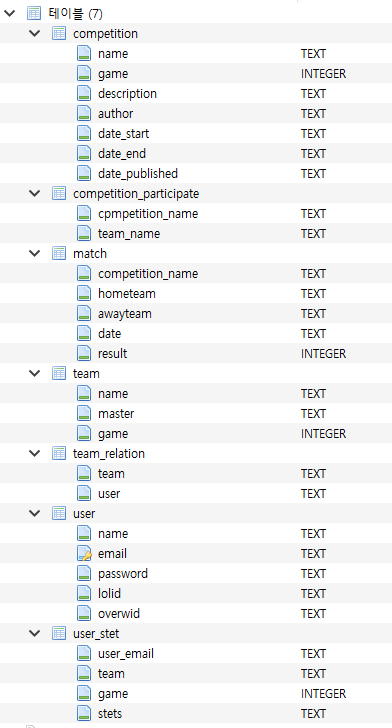 테이블 (7)
competition
name TEXT
game INTEGER
description TEXT
author TEXT
date_start TEXT
date_end TEXT
date_published TEXT
competition_participate
cpmpetition_name TEXT
team_name TEXT
match
competition_name TEXT
hometeam TEXT
awayteam TEXT
date TEXT
result INTEGER
team
name TEXT
master TEXT
game INTEGER
team_relation
team TEXT
user TEXT
user
name TEXT
email TEXT
password TEXT
lolid TEXT
overwid TEXT
user_stet
user_email TEXT
team TEXT
game INTEGER
stets TEXT